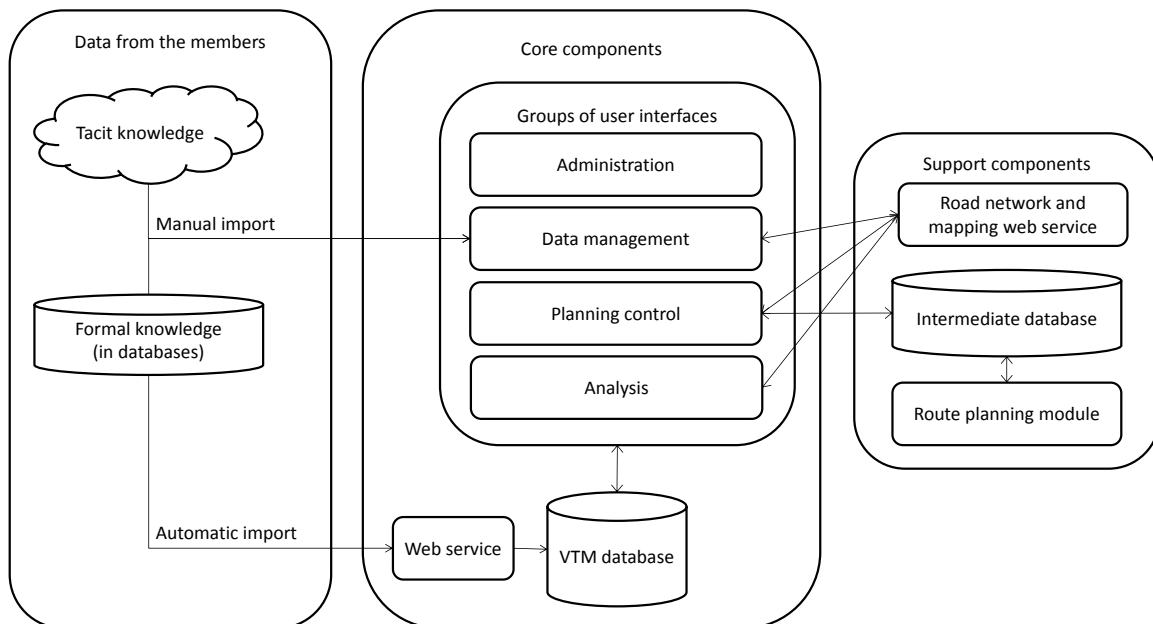 Data from the members
Tacit knowledge
Manual import
Formal knowledge
(in databases)
Automatic import
Core components
Groups of user interfaces
Administration
Data management
Planning control
Analysis
Web service
VTM database
Support components
Road network and
mapping web service
Intermediate database
Route planning module